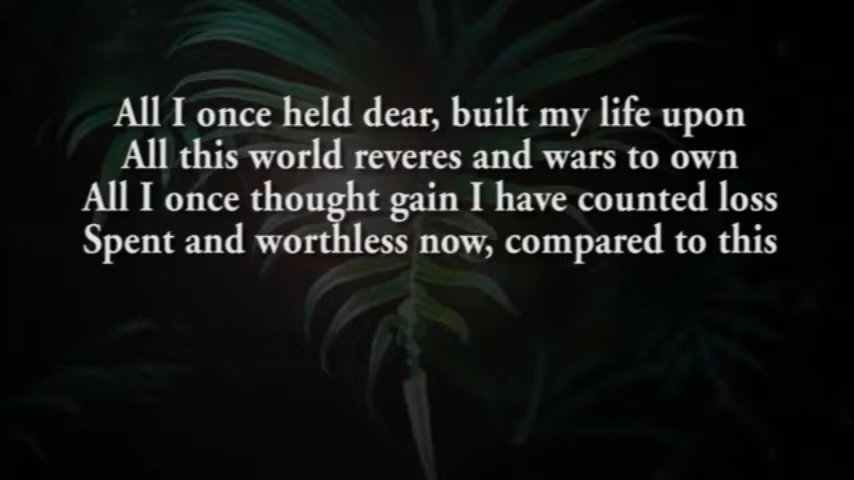 All I once held dear, built my life upon
All this world reveres and wars to own
All I once thought gain I have counted loss
Spent and worthless now, compared to this